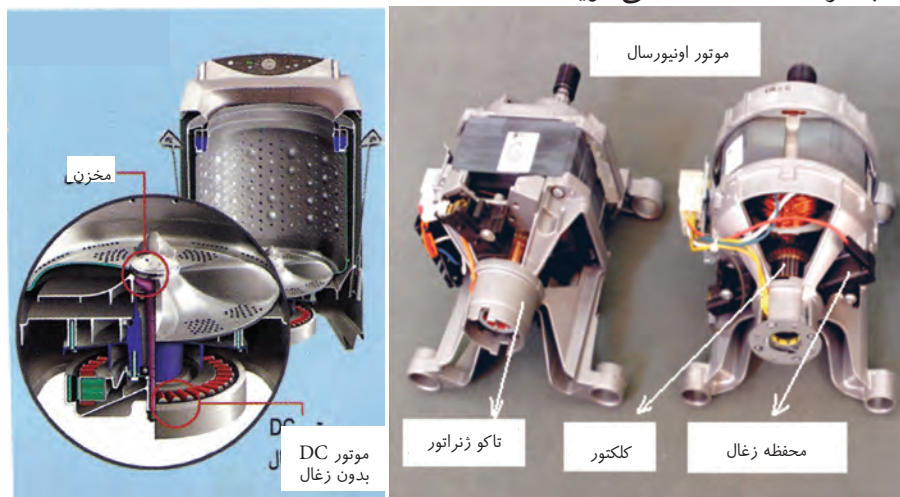 موتور اونیورسال
مخزن
تاکو ژنراتور
کلکتور
محفظه زغال
موتور DC
بدون زغال